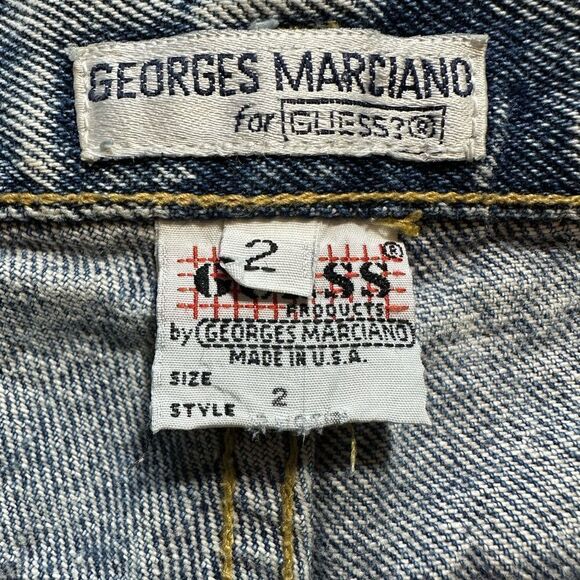 GEORGES MARCIANO
for GUESS?®
2
G SS®
PRODUCTS
by GEORGES MARCIANO
MADE IN U.S.A.
SIZE 2
STYLE